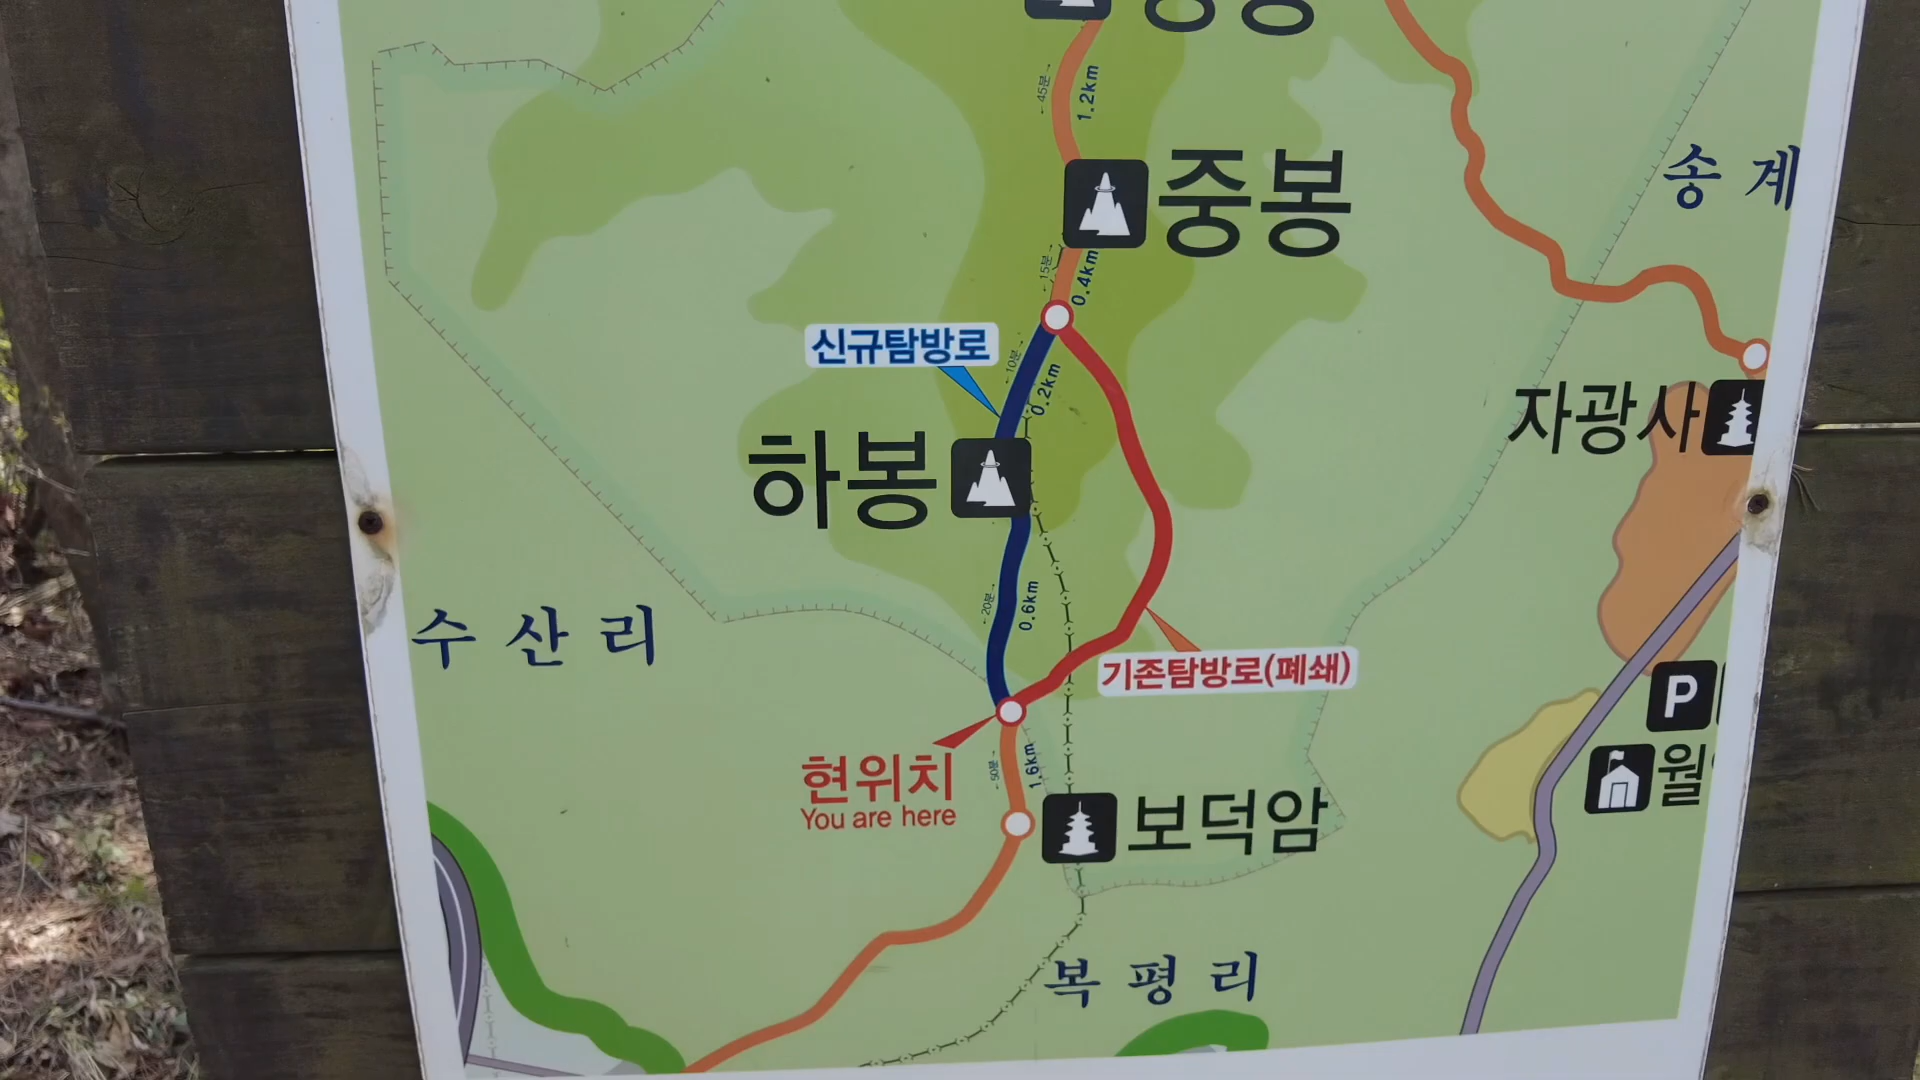 45분
1.2km
중봉
송계
15분
0.4km
신규탐방로
10분
0.2km
자광사
하봉
20분
0.6km
수산리
기존탐방로(폐쇄)
P
현위치
You are here
50분
1.6km
월
보덕암
복평리